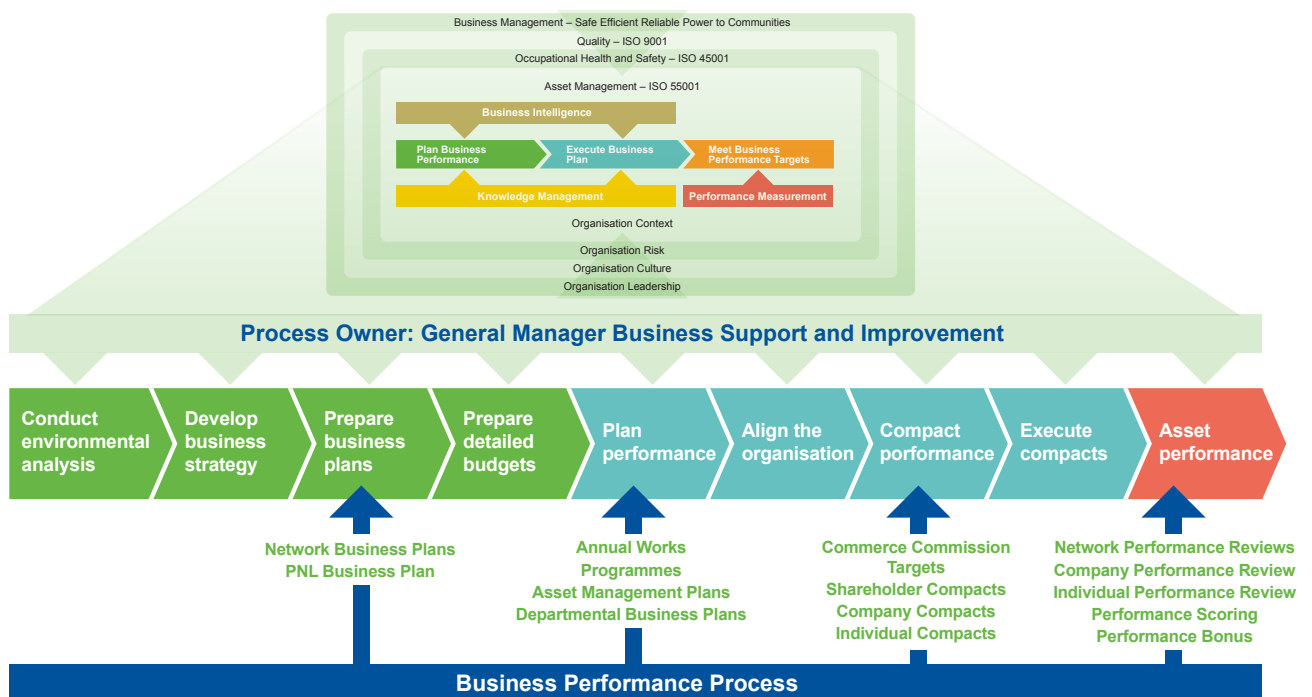 Business Management – Safe Efficient Reliable Power to Communities
Quality – ISO 9001
Occupational Health and Safety – ISO 45001
Asset Management – ISO 55001
Business Intelligence
Plan Business
Performance
Execute Business
Plan
Meet Business
Performance Targets
Knowledge Management
Performance Measurement
Organisation Context
Organisation Risk
Organisation Culture
Organisation Leadership
Process Owner: General Manager Business Support and Improvement
Conduct
environmental
analysis
Develop
business
strategy
Prepare
business
plans
Prepare
detailed
budgets
Plan
performance
Align the
organisation
Compact
porformance
Execute
compacts
Asset
performance
Network Business Plans
PNL Business Plan
Annual Works
Programmes
Asset Management Plans
Departmental Business Plans
Commerce Commission
Targets
Shareholder Compacts
Company Compacts
Individual Compacts
Network Performance Reviews
Company Performance Review
Individual Performance Review
Performance Scoring
Performance Bonus
Business Performance Process